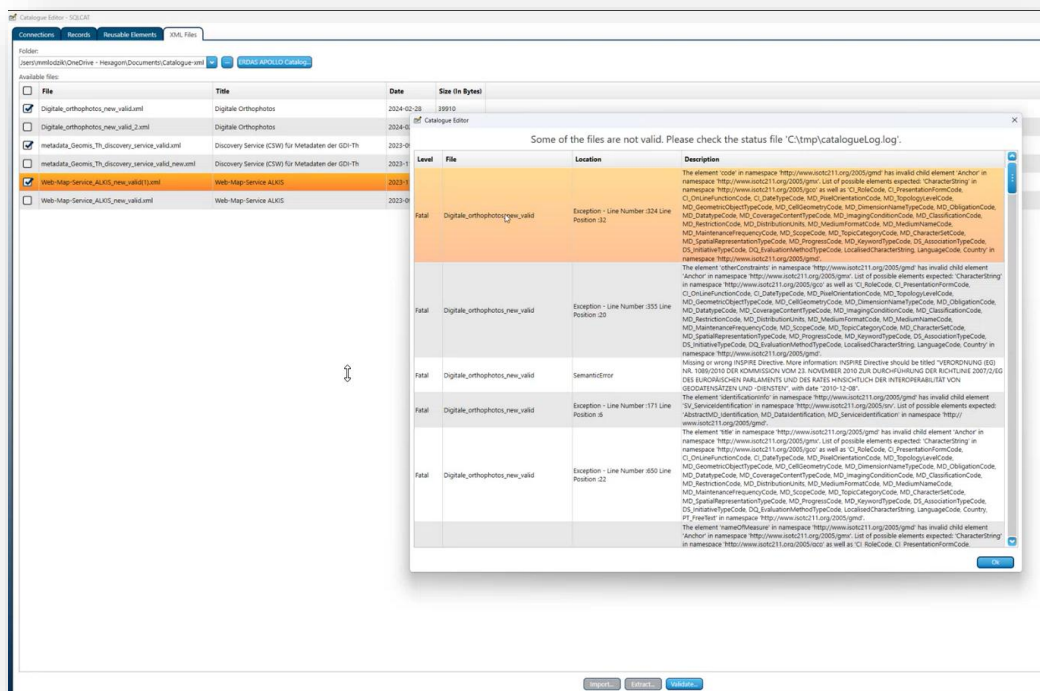 Catalogue Editor - SQLCAT
Connections Records Reusable Elements XML Files
Folder:
Jsers\mmlodzik\OneDrive - Hexagon\Documents\Catalogue-xml ... ERDAS APOLLO Catalog...
Available files:
File Title Date Size (In Bytes)
Digitale_orthophotos_new_valid.xml Digitale Orthophotos 2024-02-28 39910
Digitale_orthophotos_new_valid_2.xml Digitale Orthophotos 2024-0
metadata_Geomis_Th_discovery_service_valid.xml Discovery Service (CSW) für Metadaten der GDI-Th 2023-0
metadata_Geomis_Th_discovery_service_valid_new.xml Discovery Service (CSW) für Metadaten der GDI-Th 2023-1
Web-Map-Service_ALKIS_new_valid(1).xml Web-Map-Service ALKIS 2023-1
Web-Map-Service_ALKIS_new_valid.xml Web-Map-Service ALKIS 2023-0
Catalogue Editor
Some of the files are not valid. Please check the status file 'C:\tmp\catalogueLog.log'.
Level File Location Description
Fatal Digitale_orthophotos_new_valid Exception - Line Number :324 Line
Position :32
The element 'code' in namespace 'http://www.isotc211.org/2005/gmd' has invalid child element 'Anchor' in
namespace 'http://www.isotc211.org/2005/gmx'. List of possible elements expected: 'CharacterString' in
namespace 'http://www.isotc211.org/2005/gco' as well as 'CI_RoleCode, CI_PresentationFormCode,
CI_OnLineFunctionCode, CI_DateTypeCode, MD_PixelOrientationCode, MD_TopologyLevelCode,
MD_GeometricObjectTypeCode, MD_CellGeometryCode, MD_DimensionNameTypeCode, MD_ObligationCode,
MD_DatatypeCode, MD_CoverageContentTypeCode, MD_ImagingConditionCode, MD_ClassificationCode,
MD_RestrictionCode, MD_DistributionUnits, MD_MediumFormatCode, MD_MediumNameCode,
MD_MaintenanceFrequencyCode, MD_ScopeCode, MD_TopicCategoryCode, MD_CharacterSetCode,
MD_SpatialRepresentationTypeCode, MD_ProgressCode, MD_KeywordTypeCode, DS_AssociationTypeCode,
DS_InitiativeTypeCode, DQ_EvaluationMethodTypeCode, LocalisedCharacterString, LanguageCode, Country' in
namespace 'http://www.isotc211.org/2005/gmd'.
Fatal Digitale_orthophotos_new_valid Exception - Line Number :355 Line
Position :20
The element 'otherConstraints' in namespace 'http://www.isotc211.org/2005/gmd' has invalid child element
'Anchor' in namespace 'http://www.isotc211.org/2005/gmx'. List of possible elements expected: 'CharacterString'
in namespace 'http://www.isotc211.org/2005/gco' as well as 'CI_RoleCode, CI_PresentationFormCode,
CI_OnLineFunctionCode, CI_DateTypeCode, MD_PixelOrientationCode, MD_TopologyLevelCode,
MD_GeometricObjectTypeCode, MD_CellGeometryCode, MD_DimensionNameTypeCode, MD_ObligationCode,
MD_DatatypeCode, MD_CoverageContentTypeCode, MD_ImagingConditionCode, MD_ClassificationCode,
MD_RestrictionCode, MD_DistributionUnits, MD_MediumFormatCode, MD_MediumNameCode,
MD_MaintenanceFrequencyCode, MD_ScopeCode, MD_TopicCategoryCode, MD_CharacterSetCode,
MD_SpatialRepresentationTypeCode, MD_ProgressCode, MD_KeywordTypeCode, DS_AssociationTypeCode,
DS_InitiativeTypeCode, DQ_EvaluationMethodTypeCode, LocalisedCharacterString, LanguageCode, Country' in
namespace 'http://www.isotc211.org/2005/gmd'.
Fatal Digitale_orthophotos_new_valid SemanticError
Missing or wrong INSPIRE Directive. More information: INSPIRE Directive should be titled "VERORDNUNG (EG)
NR. 1089/2010 DER KOMMISSION VOM 23. NOVEMBER 2010 ZUR DURCHFÜHRUNG DER RICHTLINIE 2007/2/EG
DES EUROPÄISCHEN PARLAMENTS UND DES RATES HINSICHTLICH DER INTEROPERABILITÄT VON
GEODATENSÄTZEN UND -DIENSTEN", with date "2010-12-08".
Fatal Digitale_orthophotos_new_valid Exception - Line Number :171 Line
Position :6
The element 'identificationInfo' in namespace 'http://www.isotc211.org/2005/gmd' has invalid child element
'SV_ServiceIdentification' in namespace 'http://www.isotc211.org/2005/srv'. List of possible elements expected:
'AbstractMD_Identification, MD_DataIdentification, MD_ServiceIdentification' in namespace 'http://
www.isotc211.org/2005/gmd'.
Fatal Digitale_orthophotos_new_valid Exception - Line Number :650 Line
Position :22
The element 'title' in namespace 'http://www.isotc211.org/2005/gmd' has invalid child element 'Anchor' in
namespace 'http://www.isotc211.org/2005/gmx'. List of possible elements expected: 'CharacterString' in
namespace 'http://www.isotc211.org/2005/gco' as well as 'CI_RoleCode, CI_PresentationFormCode,
CI_OnLineFunctionCode, CI_DateTypeCode, MD_PixelOrientationCode, MD_TopologyLevelCode,
MD_GeometricObjectTypeCode, MD_CellGeometryCode, MD_DimensionNameTypeCode, MD_ObligationCode,
MD_DatatypeCode, MD_CoverageContentTypeCode, MD_ImagingConditionCode, MD_ClassificationCode,
MD_RestrictionCode, MD_DistributionUnits, MD_MediumFormatCode, MD_MediumNameCode,
MD_MaintenanceFrequencyCode, MD_ScopeCode, MD_TopicCategoryCode, MD_CharacterSetCode,
MD_SpatialRepresentationTypeCode, MD_ProgressCode, MD_KeywordTypeCode, DS_AssociationTypeCode,
DS_InitiativeTypeCode, DQ_EvaluationMethodTypeCode, LocalisedCharacterString, LanguageCode, Country,
PT_FreeText' in namespace 'http://www.isotc211.org/2005/gmd'.
The element 'nameOfMeasure' in namespace 'http://www.isotc211.org/2005/gmd' has invalid child element
'Anchor' in namespace 'http://www.isotc211.org/2005/gmx'. List of possible elements expected: 'CharacterString'
in namespace 'http://www.isotc211.org/2005/gco' as well as 'CI_RoleCode, CI_PresentationFormCode,
Ok
Import... Extract... Validate...